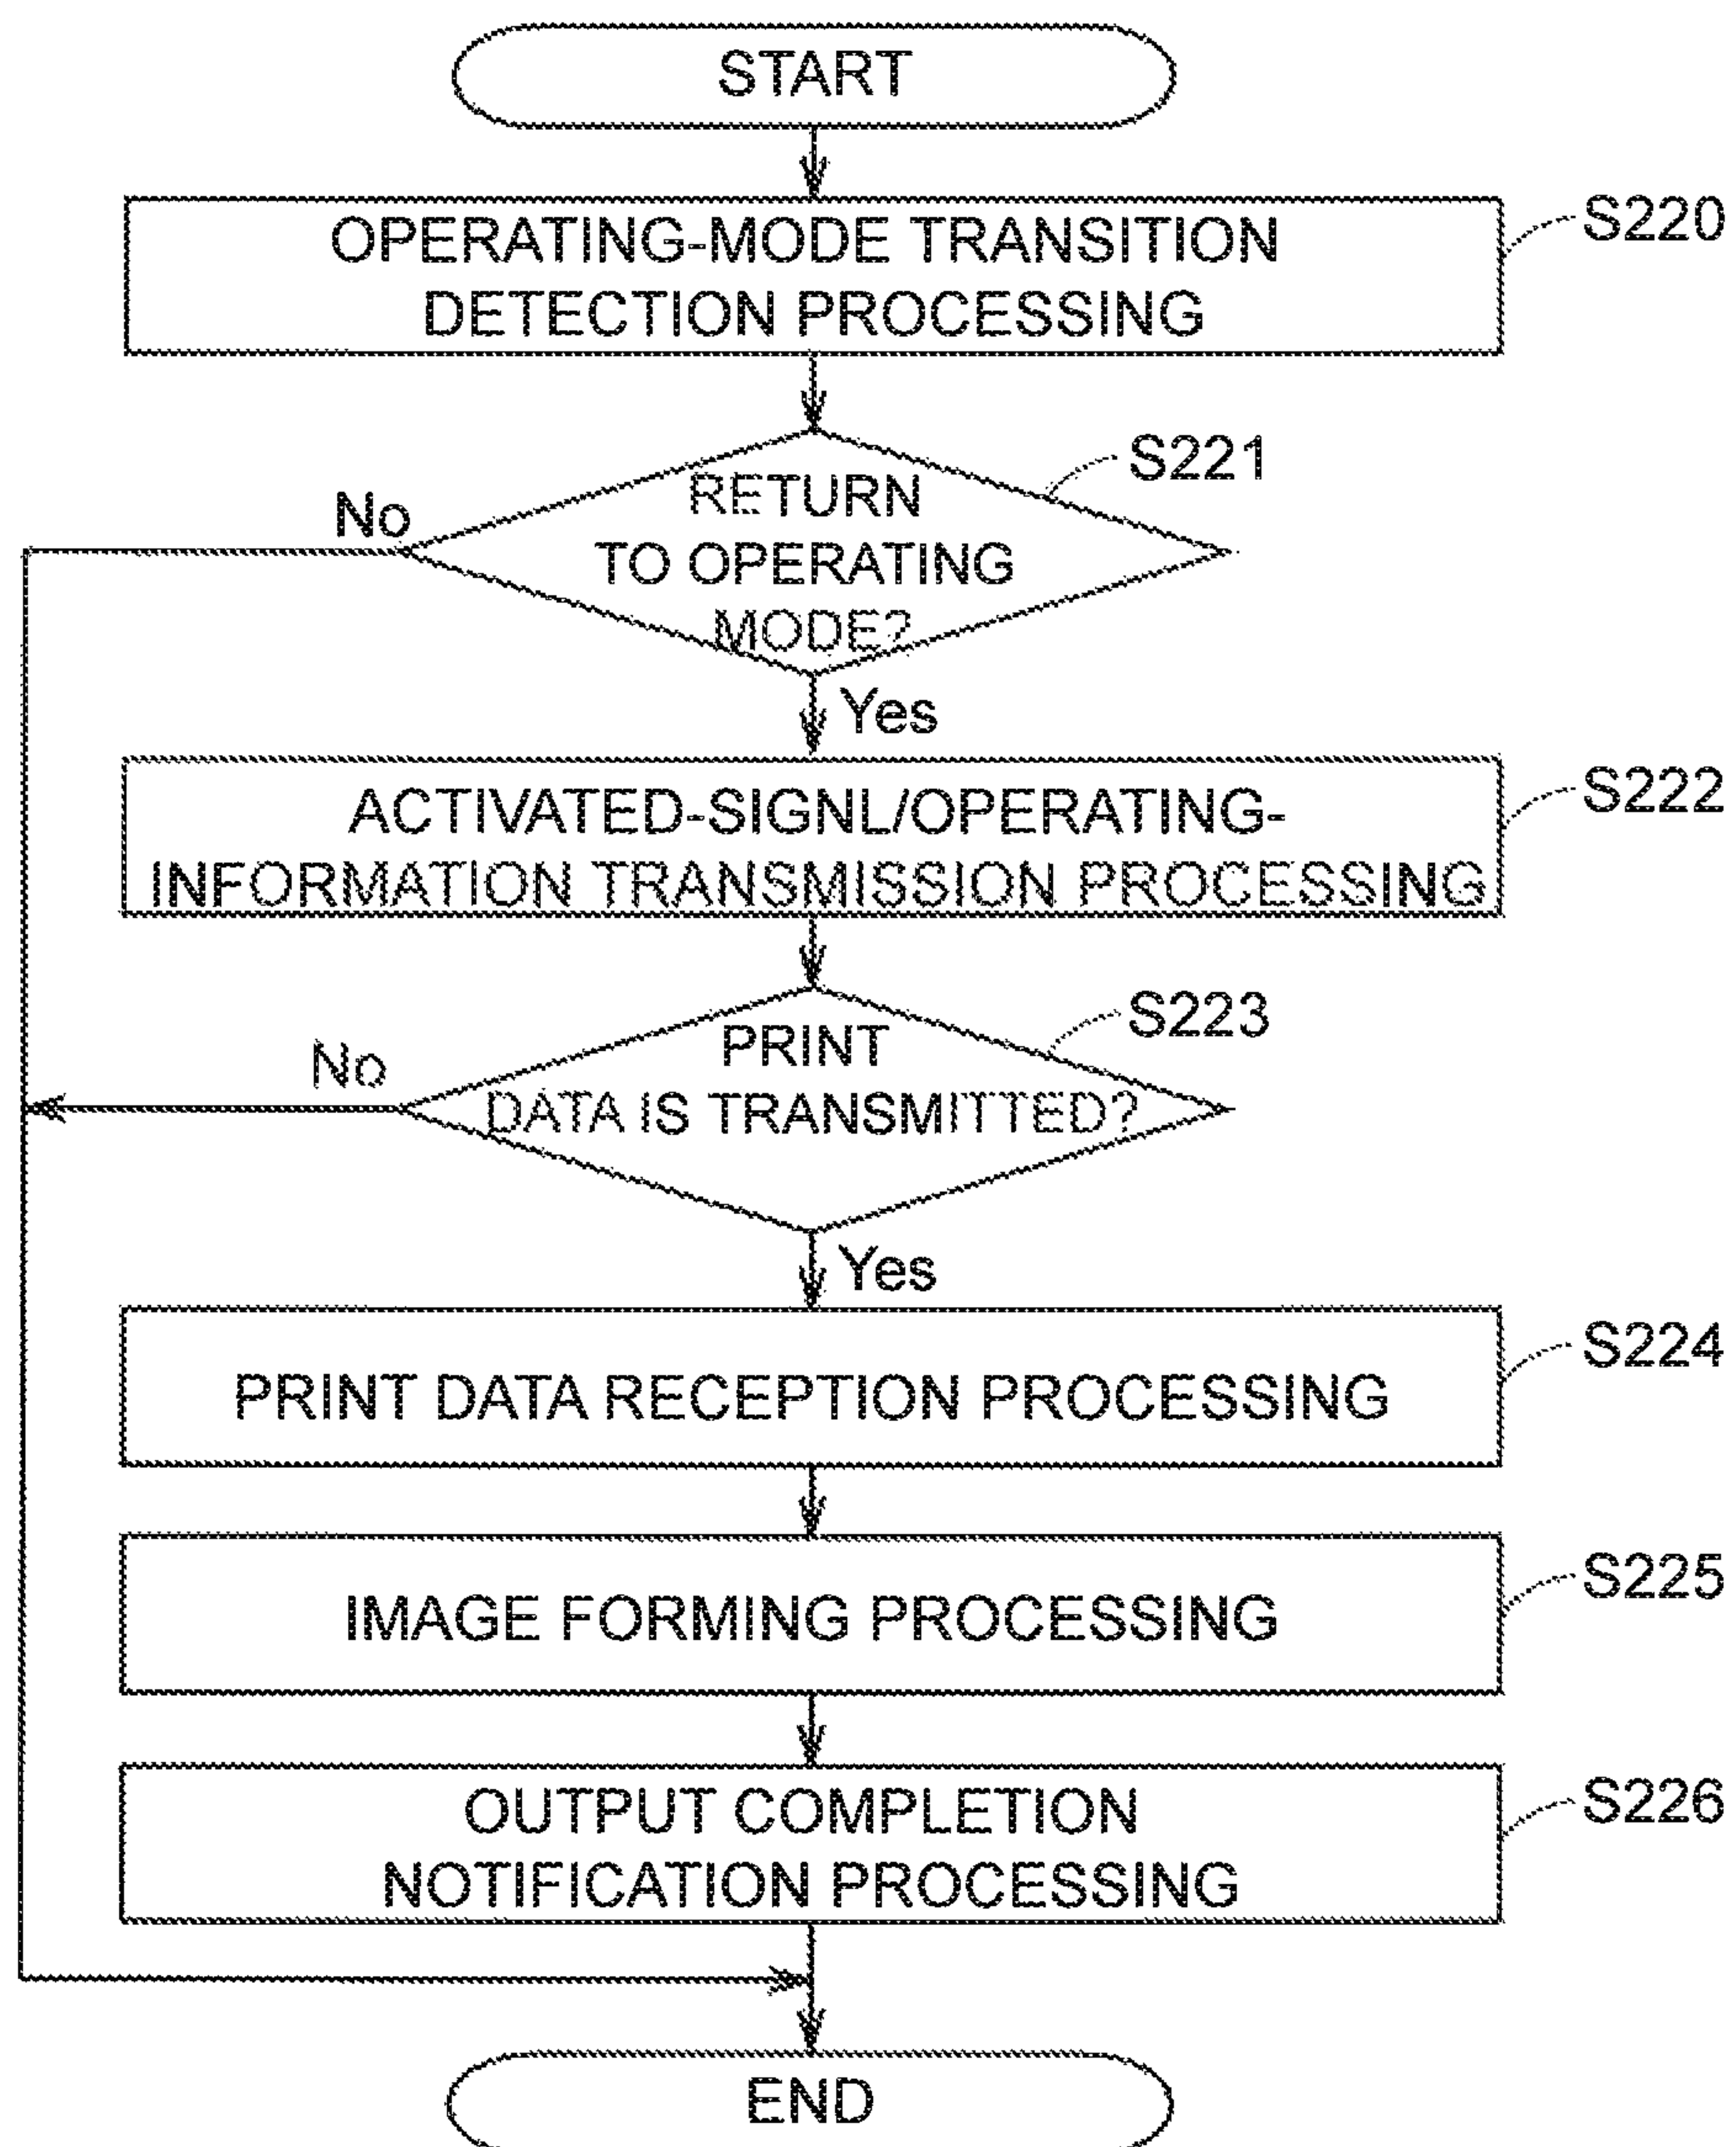 START
OPERATING-MODE TRANSITION
DETECTION PROCESSING
S220
RETURN
TO OPERATING
MODE?
S221
No
Yes
ACTIVATED-SIGNL/OPERATING-
INFORMATION TRANSMISSION PROCESSING
S222
PRINT
DATA IS TRANSMITTED?
S223
No
Yes
PRINT DATA RECEPTION PROCESSING
S224
IMAGE FORMING PROCESSING
S225
OUTPUT COMPLETION
NOTIFICATION PROCESSING
S226
END